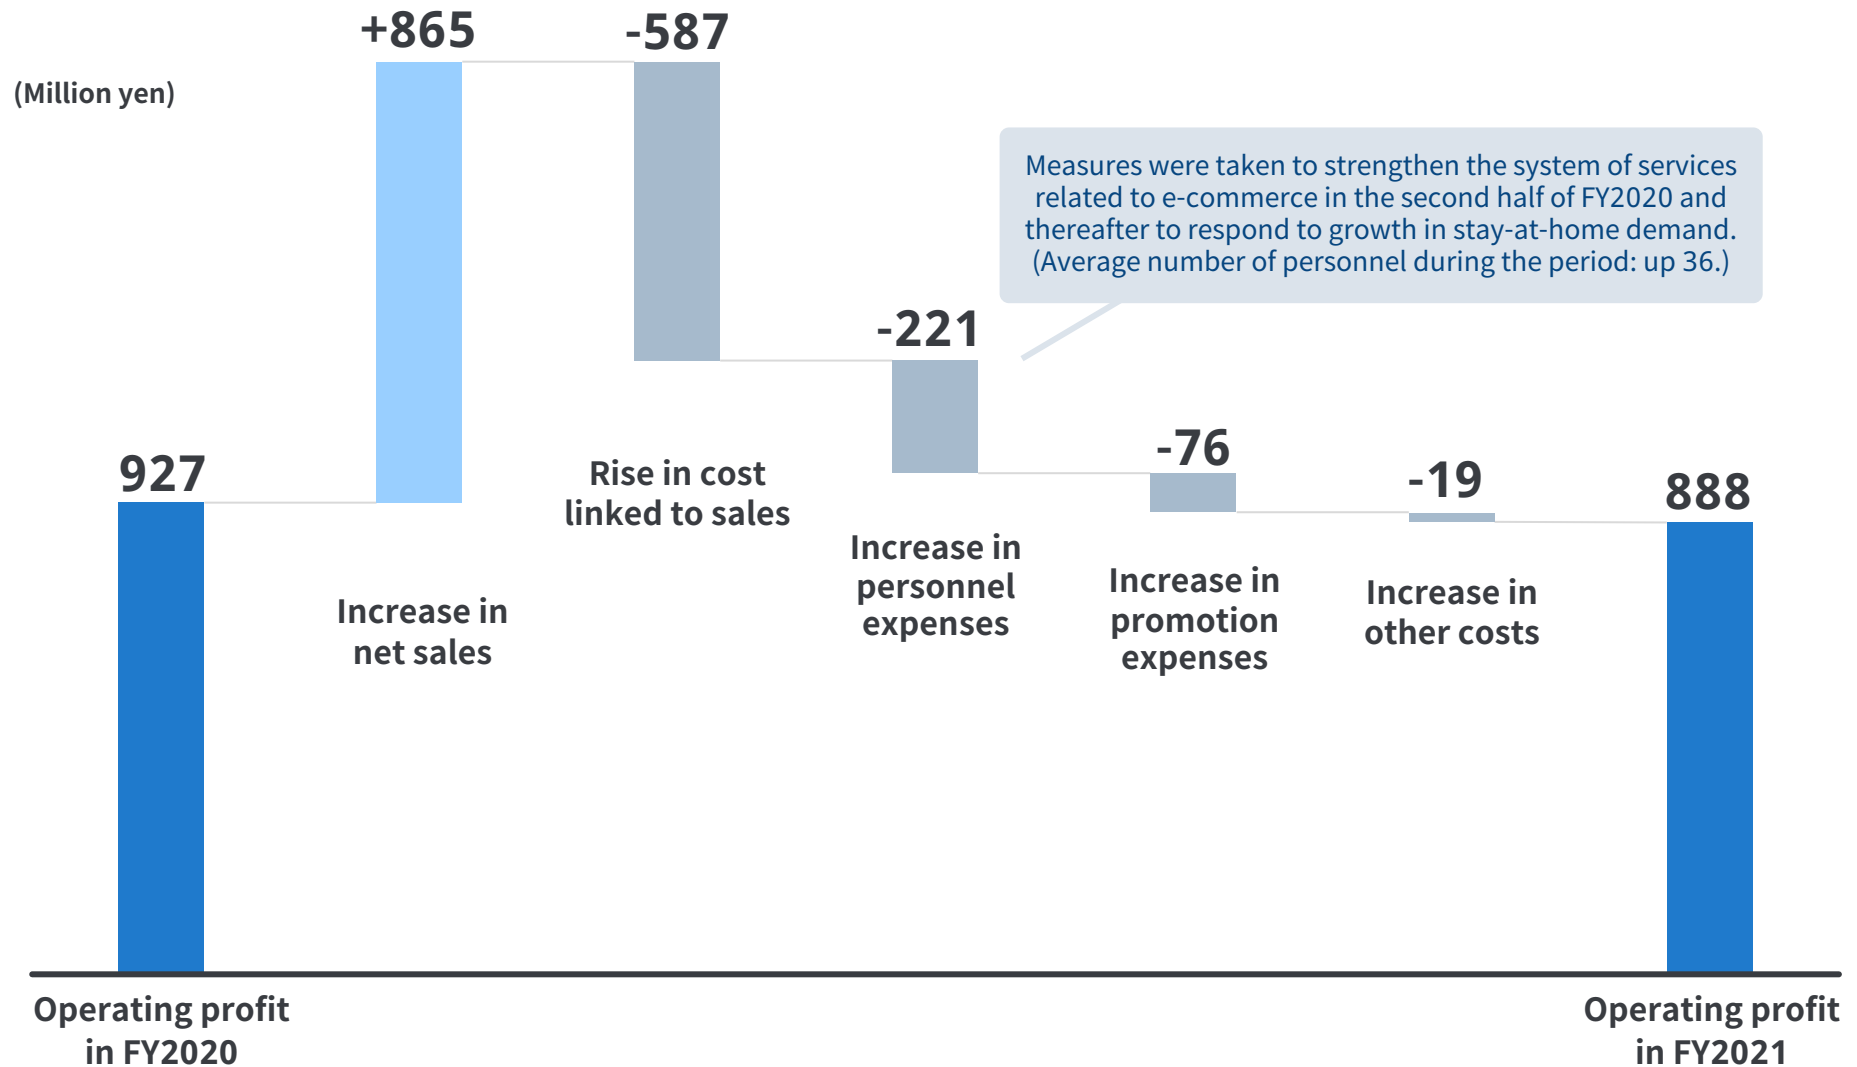 (Million yen)
927
+865
-587
-221
-76
-19
888
Measures were taken to strengthen the system of services
related to e-commerce in the second half of FY2020 and
thereafter to respond to growth in stay-at-home demand.
(Average number of personnel during the period: up 36.)
Increase in
net sales
Rise in cost
linked to sales
Increase in
personnel
expenses
Increase in
promotion
expenses
Increase in
other costs
Operating profit
in FY2020
Operating profit
in FY2021